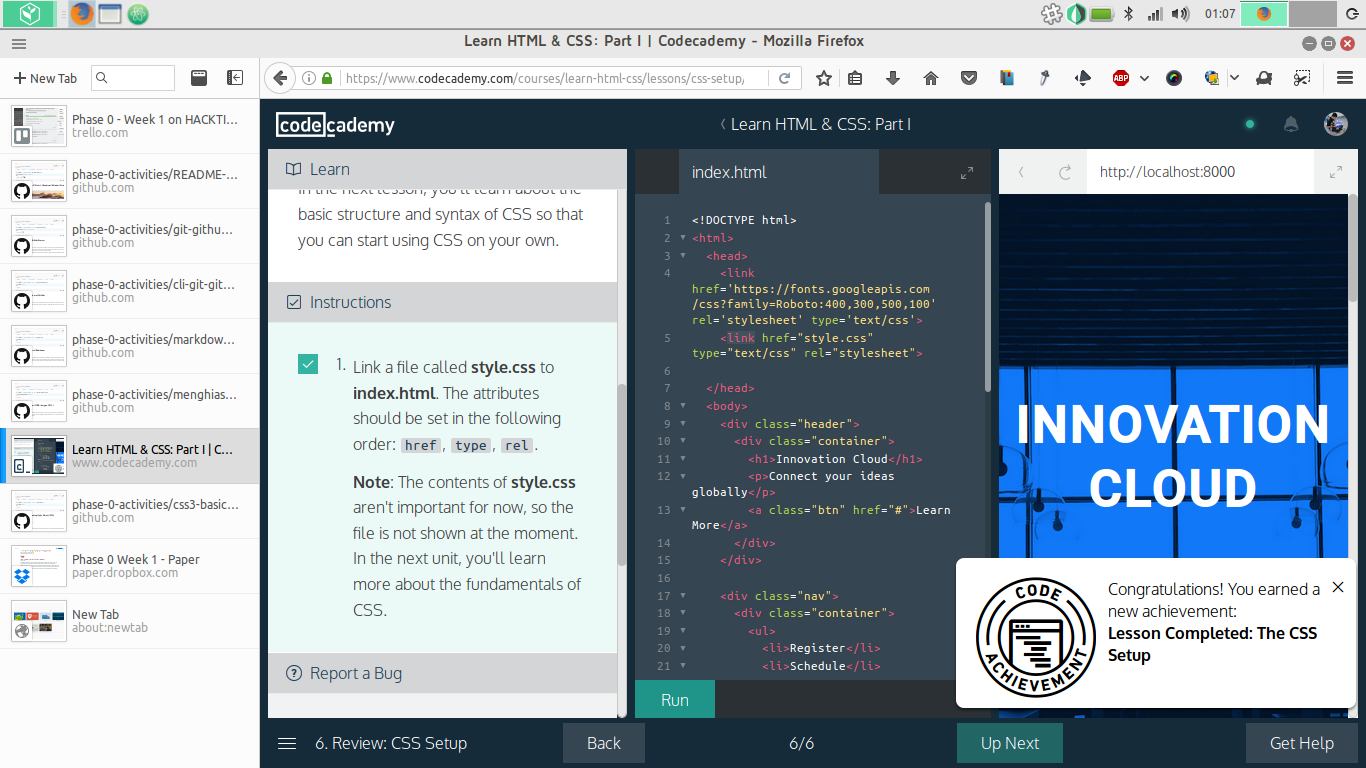 01:07
Learn HTML & CSS: Part I | Codecademy - Mozilla Firefox
New Tab
https://www.codecademy.com/courses/learn-html-css/lessons/css-setup/
ABP
Phase 0 - Week 1 on HACKTI...
trello.com
phase-0-activities/README-...
github.com
phase-0-activities/git-githu...
github.com
phase-0-activities/cli-git-git...
github.com
phase-0-activities/markdow...
github.com
phase-0-activities/menghias...
github.com
Learn HTML & CSS: Part I | C...
www.codecademy.com
phase-0-activities/css3-basic...
github.com
Phase 0 Week 1 - Paper
paper.dropbox.com
New Tab
about:newtab
codecademy
Learn HTML & CSS: Part I
Learn
In the next lesson, you'll learn about the
basic structure and syntax of CSS so that
you can start using CSS on your own.
Instructions
1. Link a file called style.css to
index.html. The attributes
should be set in the following
order: href, type, rel.
Note: The contents of style.css
aren't important for now, so the
file is not shown at the moment.
In the next unit, you'll learn
more about the fundamentals of
CSS.
Report a Bug
index.html
1 <!DOCTYPE html>
2 <html>
3 <head>
4 <link
href='https://fonts.googleapis.com
/css?family=Roboto:400,300,500,100'
rel='stylesheet' type='text/css'>
5 <link href="style.css"
type="text/css" rel="stylesheet">
6
7 </head>
8 <body>
9 <div class="header">
10 <div class="container">
11 <h1>Innovation Cloud</h1>
12 <p>Connect your ideas
globally</p>
13 <a class="btn" href="#">Learn
More</a>
14 </div>
15 </div>
16
17 <div class="nav">
18 <div class="container">
19 <ul>
20 <li>Register</li>
21 <li>Schedule</li>
Run
http://localhost:8000
INNOVATION
CLOUD
CODE
ACHIEVEMENT
Congratulations! You earned a
new achievement:
Lesson Completed: The CSS
Setup
6. Review: CSS Setup
Back
6/6
Up Next
Get Help